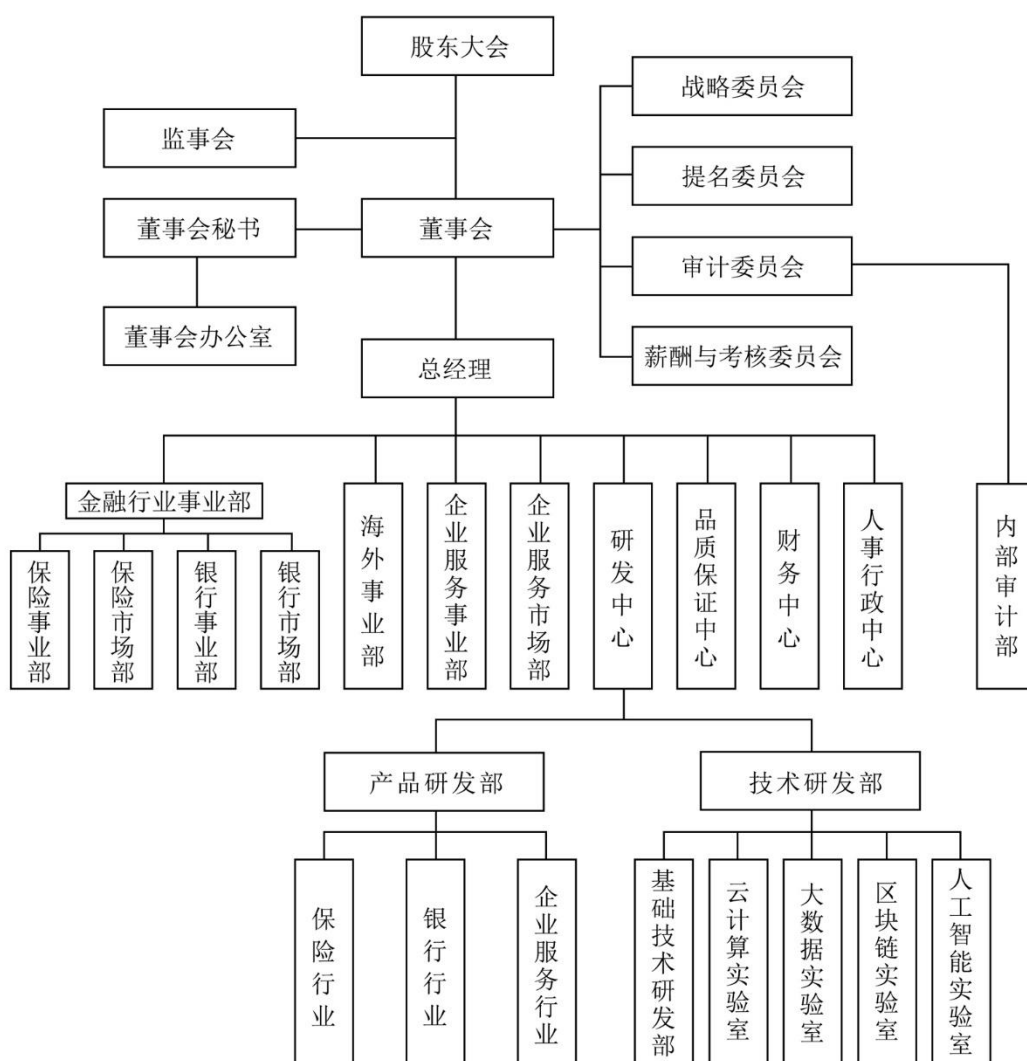 股东大会
战略委员会
监事会
提名委员会
董事会秘书
董事会
审计委员会
董事会办公室
总经理
薪酬与考核委员会
金融行业事业部
保险事业部
保险市场部
银行事业部
银行市场部
海外事业部
企业服务事业部
企业服务市场部
研发中心
品质保证中心
财务中心
人事行政中心
内部审计部
产品研发部
技术研发部
保险行业
银行行业
企业服务行业
基础技术研发部
云计算实验室
大数据实验室
区块链实验室
人工智能实验室